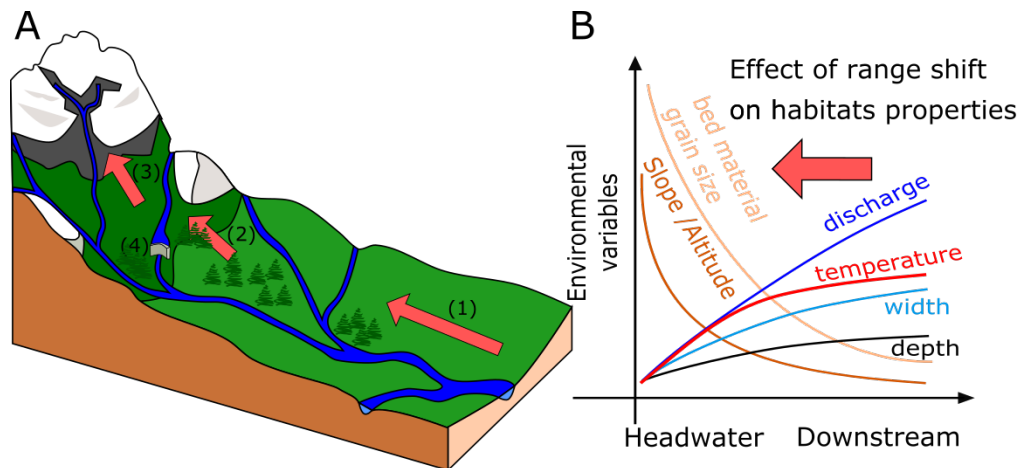 A
(3)
(4)
(2)
(1)
B
Effect of range shift
on habitats properties
Environmental
variables
bed material
grain size
Slope /Altitude
discharge
temperature
width
depth
Headwater
Downstream